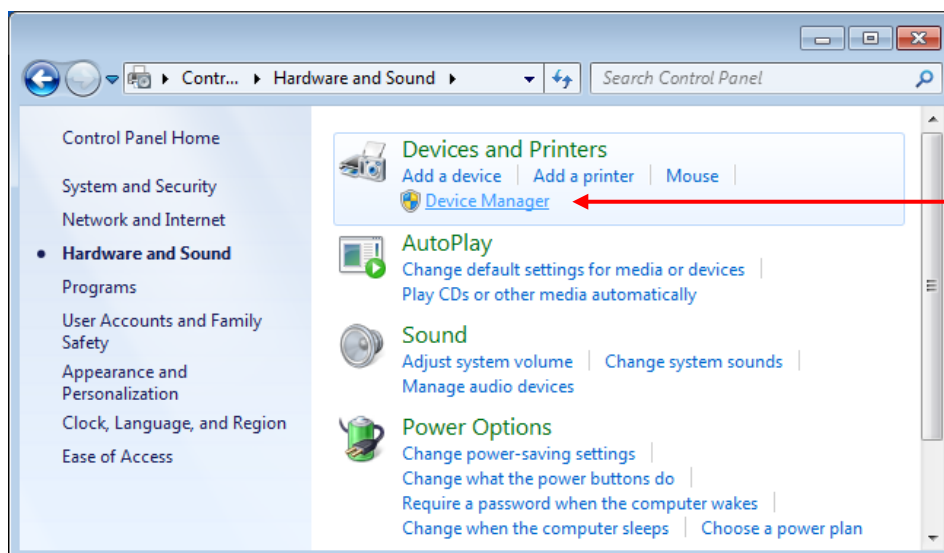 Contr... Hardware and Sound
Search Control Panel
Control Panel Home
System and Security
Network and Internet
Hardware and Sound
Programs
User Accounts and Family
Safety
Appearance and
Personalization
Clock, Language, and Region
Ease of Access
Devices and Printers
Add a device Add a printer Mouse
Device Manager
AutoPlay
Change default settings for media or devices
Play CDs or other media automatically
Sound
Adjust system volume Change system sounds
Manage audio devices
Power Options
Change power-saving settings
Change what the power buttons do
Require a password when the computer wakes
Change when the computer sleeps Choose a power plan